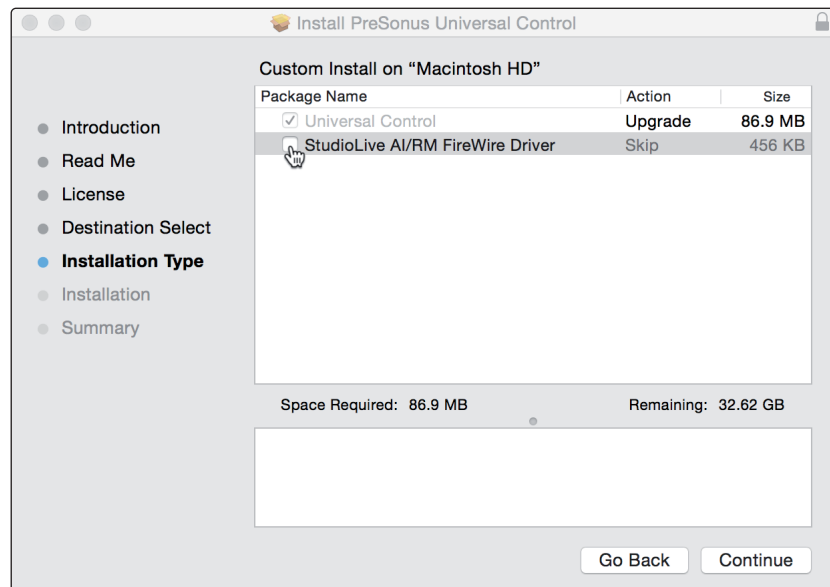 Install PreSonus Universal Control
Custom Install on “Macintosh HD”
Package Name Action Size
Universal Control Upgrade 86.9 MB
StudioLive AI/RM FireWire Driver Skip 456 KB
Introduction
Read Me
License
Destination Select
Installation Type
Installation
Summary
Space Required: 86.9 MB Remaining: 32.62 GB
Go Back Continue